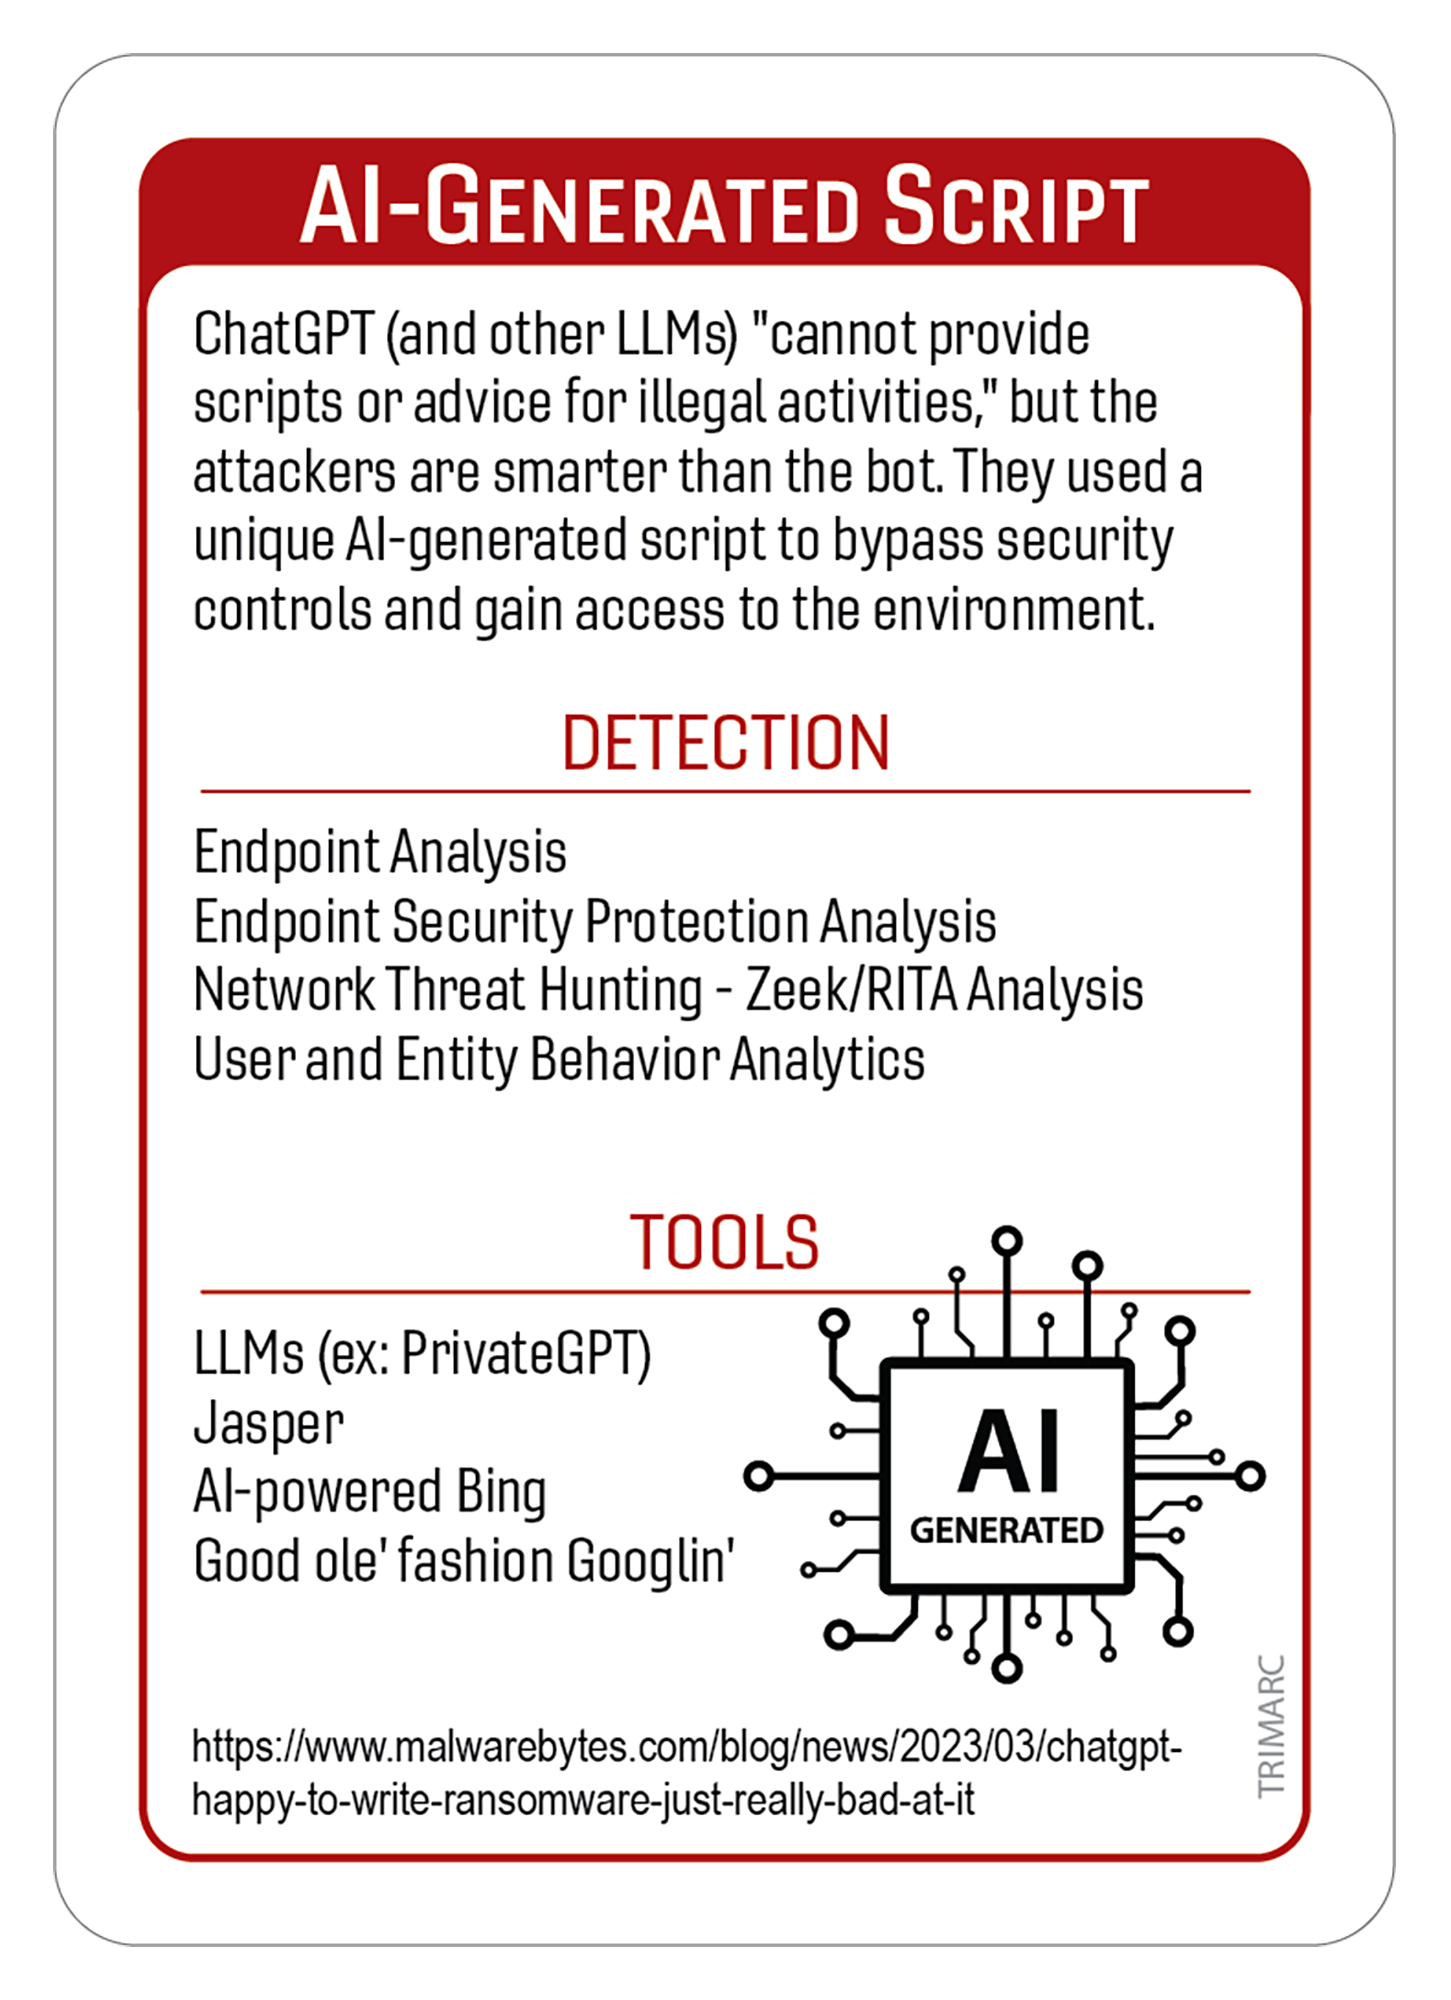 AI-Generated Script
ChatGPT (and other LLMs) "cannot provide
scripts or advice for illegal activities," but the
attackers are smarter than the bot. They used a
unique AI-generated script to bypass security
controls and gain access to the environment.
DETECTION
Endpoint Analysis
Endpoint Security Protection Analysis
Network Threat Hunting - Zeek/RITA Analysis
User and Entity Behavior Analytics
TOOLS
LLMs (ex: PrivateGPT)
Jasper
AI-powered Bing
Good ole' fashion Googlin'
AI
GENERATED
TRIMARC
https://www.malwarebytes.com/blog/news/2023/03/chatgpt-
happy-to-write-ransomware-just-really-bad-at-it